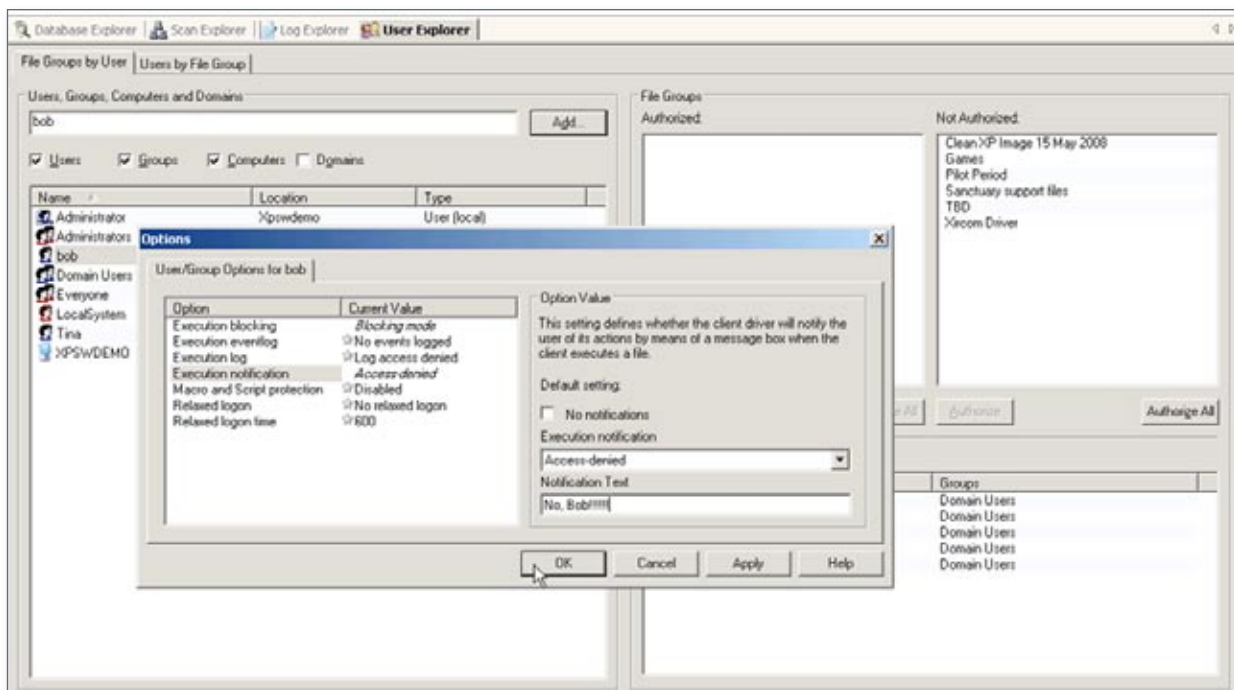 Database Explorer Scan Explorer Log Explorer User Explorer
File Groups by User Users by File Group
Users, Groups, Computers and Domains
bob Add...
Users Groups Computers Domains
Name Location Type
Administrator Xpswdemo User (local)
Administrators
bob
Domain Users
Everyone
LocalSystem
Tina
XPSWDEMO
File Groups
Authorized: Not Authorized:
Clean XP Image 15 May 2008
Games
Pilot Period
Sanctuary support files
TBD
Xircom Driver
All Authorize Authorize All
Groups
Domain Users
Domain Users
Domain Users
Domain Users
Domain Users
Options
User/Group Options for bob
Option Current Value
Execution blocking Blocking mode
Execution eventlog No events logged
Execution log Log access denied
Execution notification Access-denied
Macro and Script protection Disabled
Relaxed logon No relaxed logon
Relaxed logon time 600
Option Value
This setting defines whether the client driver will notify the
user of its actions by means of a message box when the
client executes a file.
Default setting:
No notifications
Execution notification
Access-denied
Notification Text
No, Bob!!!!!!
OK Cancel Apply Help